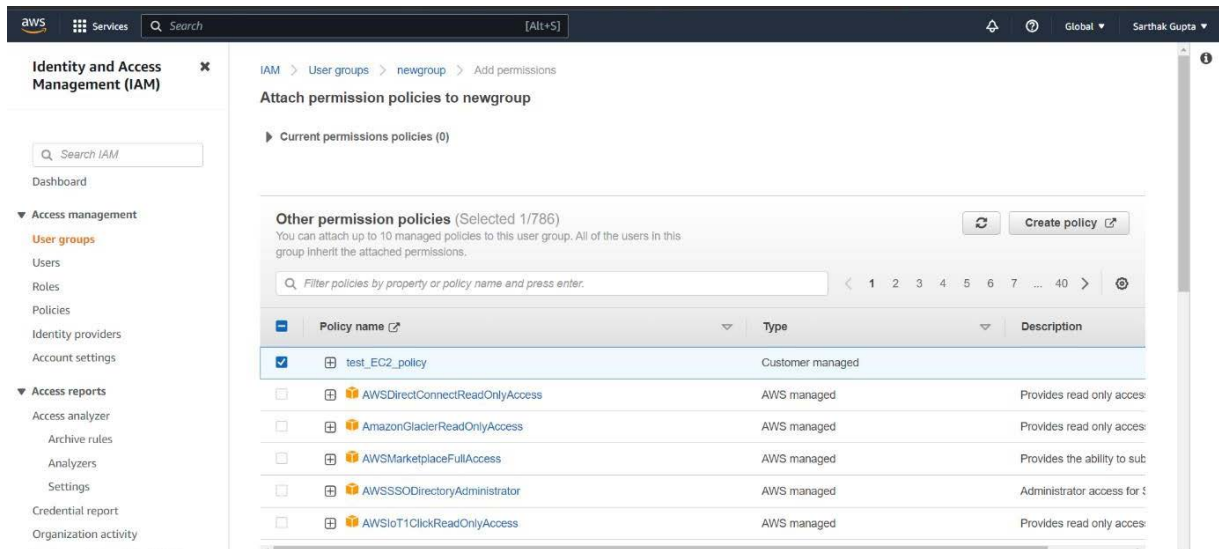 aws Services Search [Alt+S] Global Sarthak Gupta
Identity and Access
Management (IAM)
Search IAM
Dashboard
Access management
User groups
Users
Roles
Policies
Identity providers
Account settings
Access reports
Access analyzer
Archive rules
Analyzers
Settings
Credential report
Organization activity
IAM > User groups > newgroup > Add permissions
Attach permission policies to newgroup
Current permissions policies (0)
Other permission policies (Selected 1/786)
You can attach up to 10 managed policies to this user group. All of the users in this
group inherit the attached permissions.
Create policy
Filter policies by property or policy name and press enter.
< 1 2 3 4 5 6 7 ... 40 >
Policy name Type Description
test_EC2_policy Customer managed
AWSDirectConnectReadOnlyAccess AWS managed Provides read only acces
AmazonGlacierReadOnlyAccess AWS managed Provides read only acces
AWSMarketplaceFullAccess AWS managed Provides the ability to sub
AWSSSODirectoryAdministrator AWS managed Administrator access for
AWSIoT1ClickReadOnlyAccess AWS managed Provides read only acces